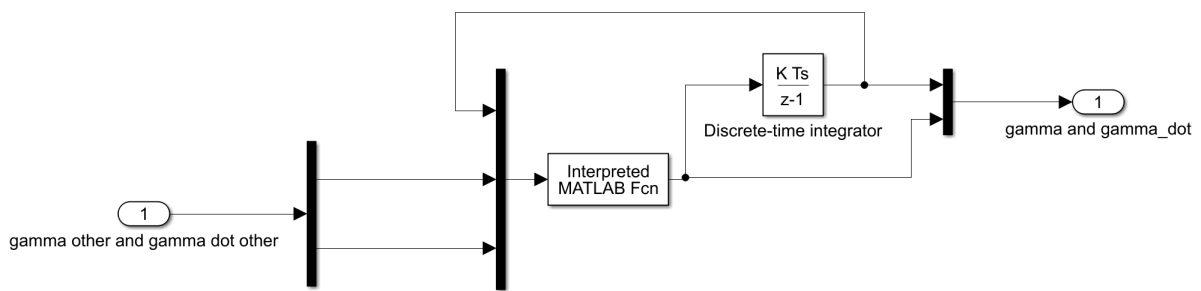 K Ts
z-1
Discrete-time integrator
1
gamma and gamma_dot
Interpreted
MATLAB Fcn
1
gamma other and gamma dot other